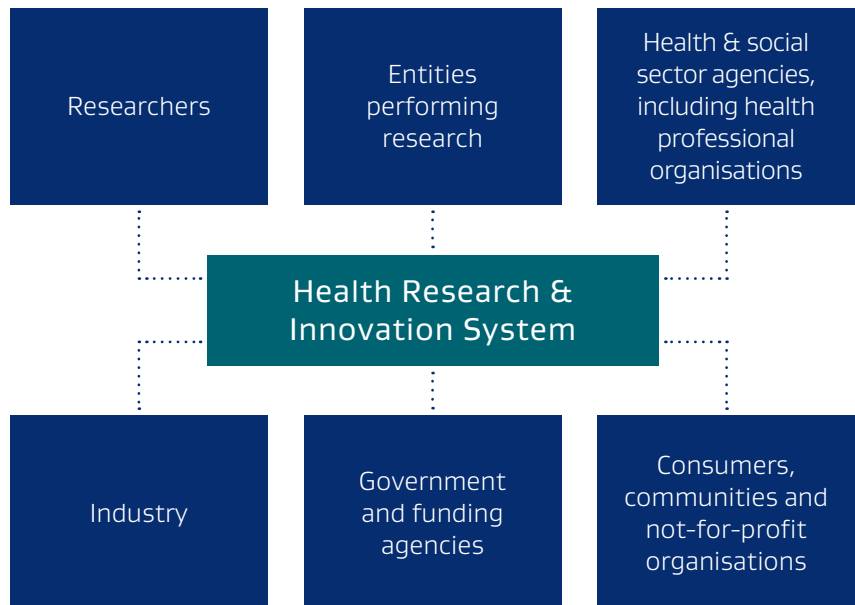 Researchers
Entities
performing
research
Health & social
sector agencies,
including health
professional
organisations
Health Research &
Innovation System
Industry
Government
and funding
agencies
Consumers,
communities and
not-for-profit
organisations